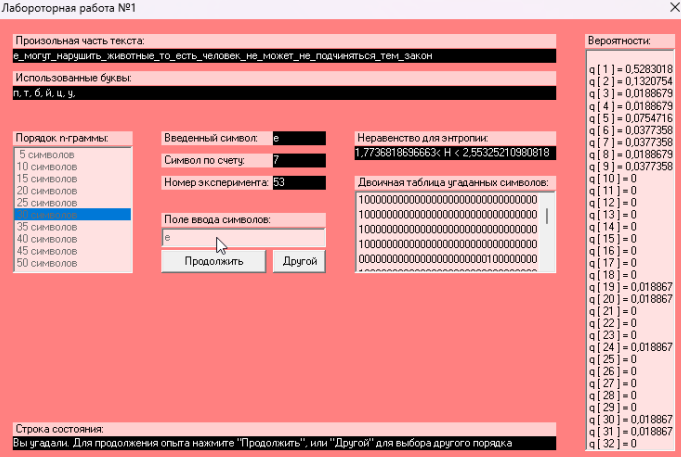 Лабороторная работа №1
Произольная часть текста:
е_могут_нарушить_животные_то_есть_человек_не_может_не_подчиняться_тем_закон
Использованные буквы:
п, т, б, й, ц, у,
Порядок n-граммы:
5 символов
10 символов
15 символов
20 символов
25 символов
35 символов
40 символов
45 символов
50 символов
Введенный символ: е
Символ по счету: 7
Номер эксперимента: 53
Поле ввода символов:
е
Продолжить
Другой
Неравенство для энтропии:
1,7736818696663< H < 2,55325210980818
Двоичная таблица угаданных символов:
10000000000000000000000000000000
10000000000000000000000000000000
10000000000000000000000000000000
10000000000000000000000000000000
00000000000000000000000100000000
Вероятности:
q [ 1 ] = 0,5283018
q [ 2 ] = 0,1320754
q [ 3 ] = 0,0188679
q [ 4 ] = 0,0188679
q [ 5 ] = 0,0754716
q [ 6 ] = 0,0377358
q [ 7 ] = 0,0377358
q [ 8 ] = 0,0188679
q [ 9 ] = 0,0377358
q [ 10 ] = 0
q [ 11 ] = 0
q [ 12 ] = 0
q [ 13 ] = 0
q [ 14 ] = 0
q [ 15 ] = 0
q [ 16 ] = 0
q [ 17 ] = 0
q [ 18 ] = 0
q [ 19 ] = 0,018867
q [ 20 ] = 0,018867
q [ 21 ] = 0
q [ 22 ] = 0
q [ 23 ] = 0
q [ 24 ] = 0,018867
q [ 25 ] = 0
q [ 26 ] = 0
q [ 27 ] = 0
q [ 28 ] = 0
q [ 29 ] = 0
q [ 30 ] = 0,018867
q [ 31 ] = 0,018867
q [ 32 ] = 0
Строка состояния:
Вы угадали. Для продолжения опыта нажмите "Продолжить", или "Другой" для выбора другого порядка